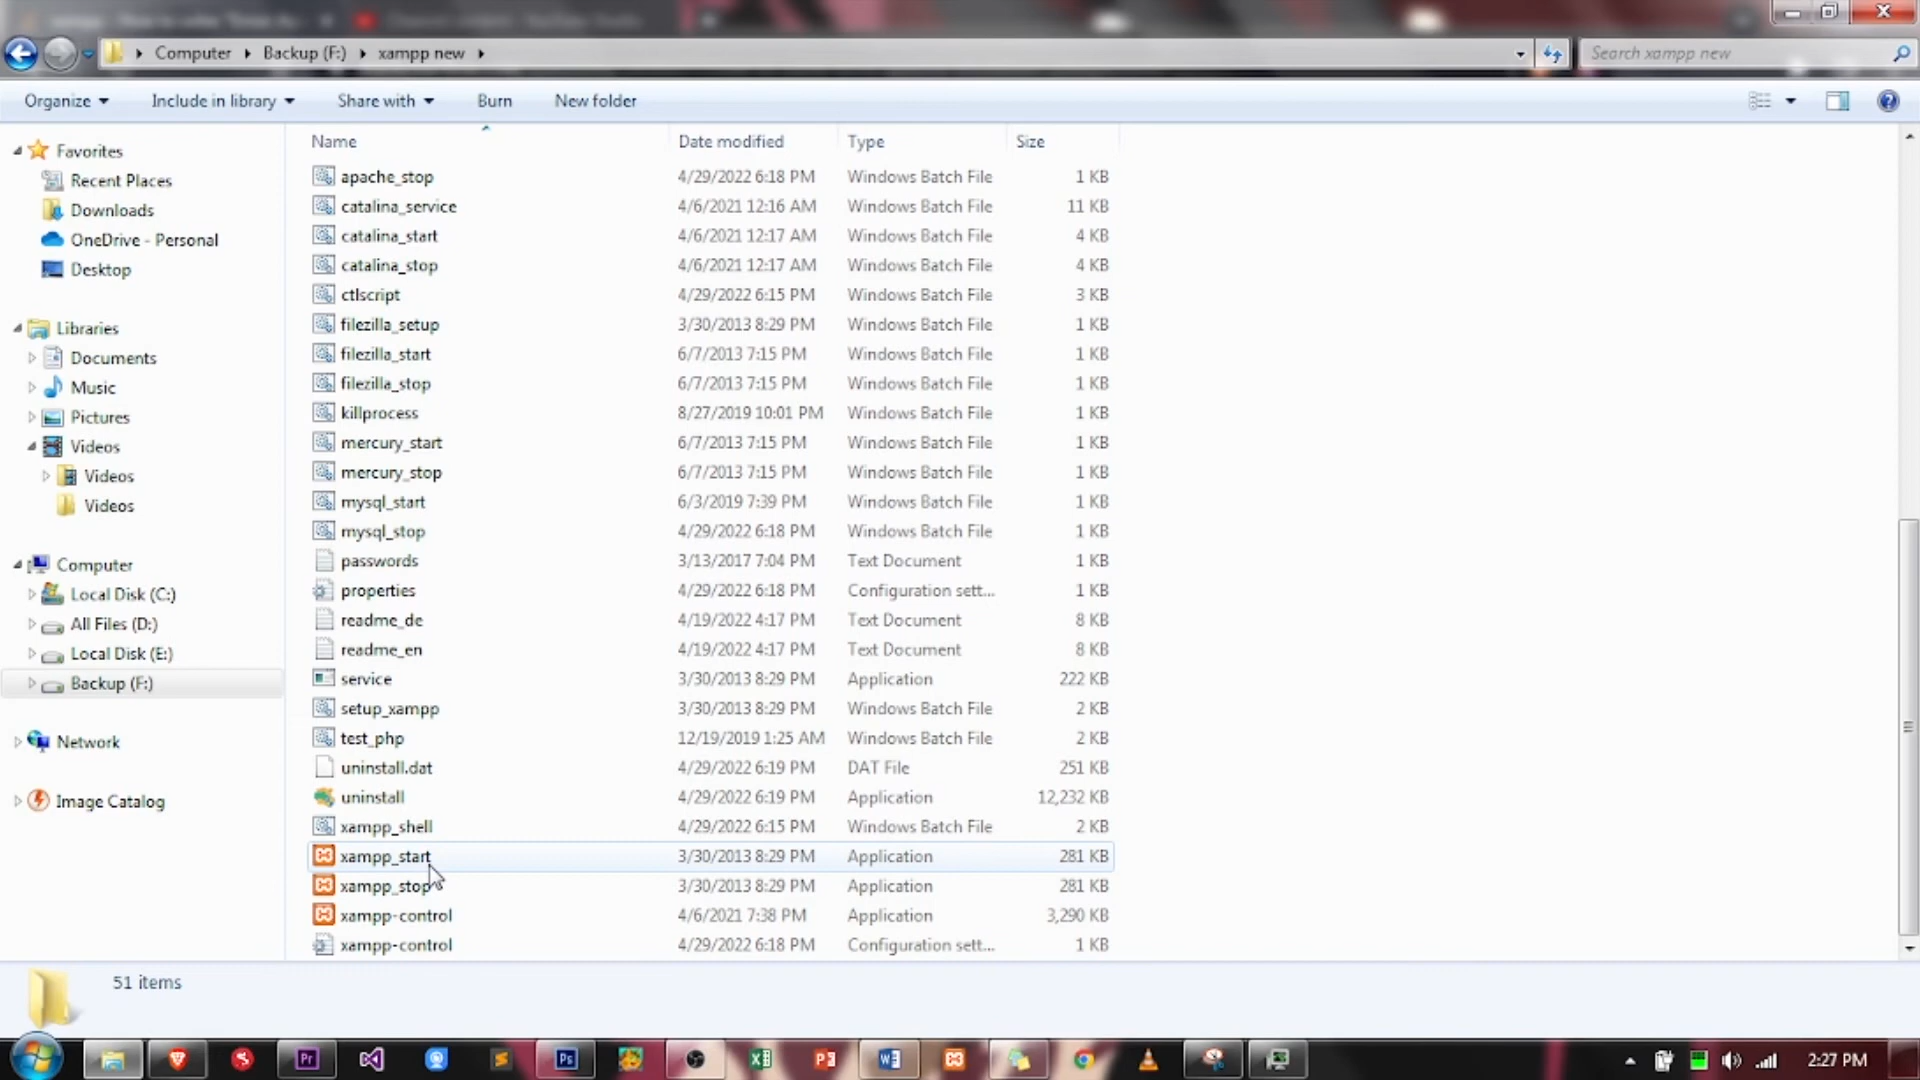 Computer Backup (F:) xampp new
Search xampp new
Organize Include in library Share with Burn New folder
Name Date modified Type Size
Favorites
Recent Places
Downloads
OneDrive - Personal
Desktop
Libraries
Documents
Music
Pictures
Videos
Videos
Videos
Computer
Local Disk (C:)
All Files (D:)
Local Disk (E:)
Backup (F:)
Network
Image Catalog
apache_stop 4/29/2022 6:18 PM Windows Batch File 1 KB
catalina_service 4/6/2021 12:16 AM Windows Batch File 11 KB
catalina_start 4/6/2021 12:17 AM Windows Batch File 4 KB
catalina_stop 4/6/2021 12:17 AM Windows Batch File 4 KB
ctlscript 4/29/2022 6:15 PM Windows Batch File 3 KB
filezilla_setup 3/30/2013 8:29 PM Windows Batch File 1 KB
filezilla_start 6/7/2013 7:15 PM Windows Batch File 1 KB
filezilla_stop 6/7/2013 7:15 PM Windows Batch File 1 KB
killprocess 8/27/2019 10:01 PM Windows Batch File 1 KB
mercury_start 6/7/2013 7:15 PM Windows Batch File 1 KB
mercury_stop 6/7/2013 7:15 PM Windows Batch File 1 KB
mysql_start 6/3/2019 7:39 PM Windows Batch File 1 KB
mysql_stop 4/29/2022 6:18 PM Windows Batch File 1 KB
passwords 3/13/2017 7:04 PM Text Document 1 KB
properties 4/29/2022 6:18 PM Configuration sett... 1 KB
readme_de 4/19/2022 4:17 PM Text Document 8 KB
readme_en 4/19/2022 4:17 PM Text Document 8 KB
service 3/30/2013 8:29 PM Application 222 KB
setup_xampp 3/30/2013 8:29 PM Windows Batch File 2 KB
test_php 12/19/2019 1:25 AM Windows Batch File 2 KB
uninstall.dat 4/29/2022 6:19 PM DAT File 251 KB
uninstall 4/29/2022 6:19 PM Application 12,232 KB
xampp_shell 4/29/2022 6:15 PM Windows Batch File 2 KB
xampp_start 3/30/2013 8:29 PM Application 281 KB
xampp_stop 3/30/2013 8:29 PM Application 281 KB
xampp-control 4/6/2021 7:38 PM Application 3,290 KB
xampp-control 4/29/2022 6:18 PM Configuration sett... 1 KB
51 items
Pr
Ps
2:27 PM